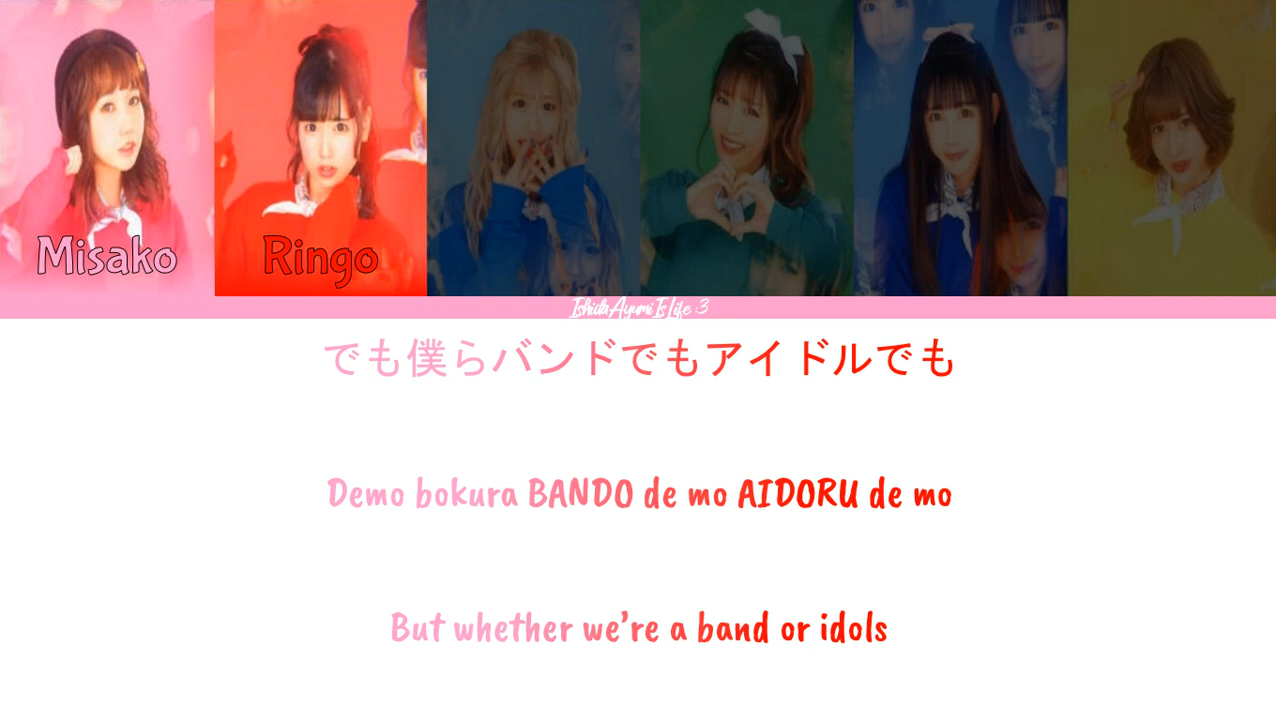 Misako
Ringo
IshidaAyumiIsLife :3
でも僕らバンドでもアイドルでも
Demo bokura BANDO de mo AIDORU de mo
But whether we’re a band or idols